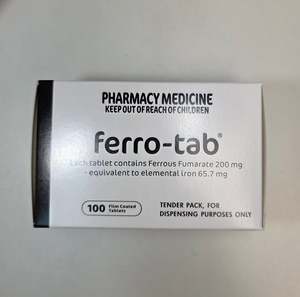 PHARMACY MEDICINE
KEEP OUT OF REACH OF CHILDREN
ferro-tab®
Each tablet contains Ferrous Fumarate 200 mg
equivalent to elemental iron 65.7 mg
100 Film Coated
Tablets
TENDER PACK, FOR
DISPENSING PURPOSES ONLY